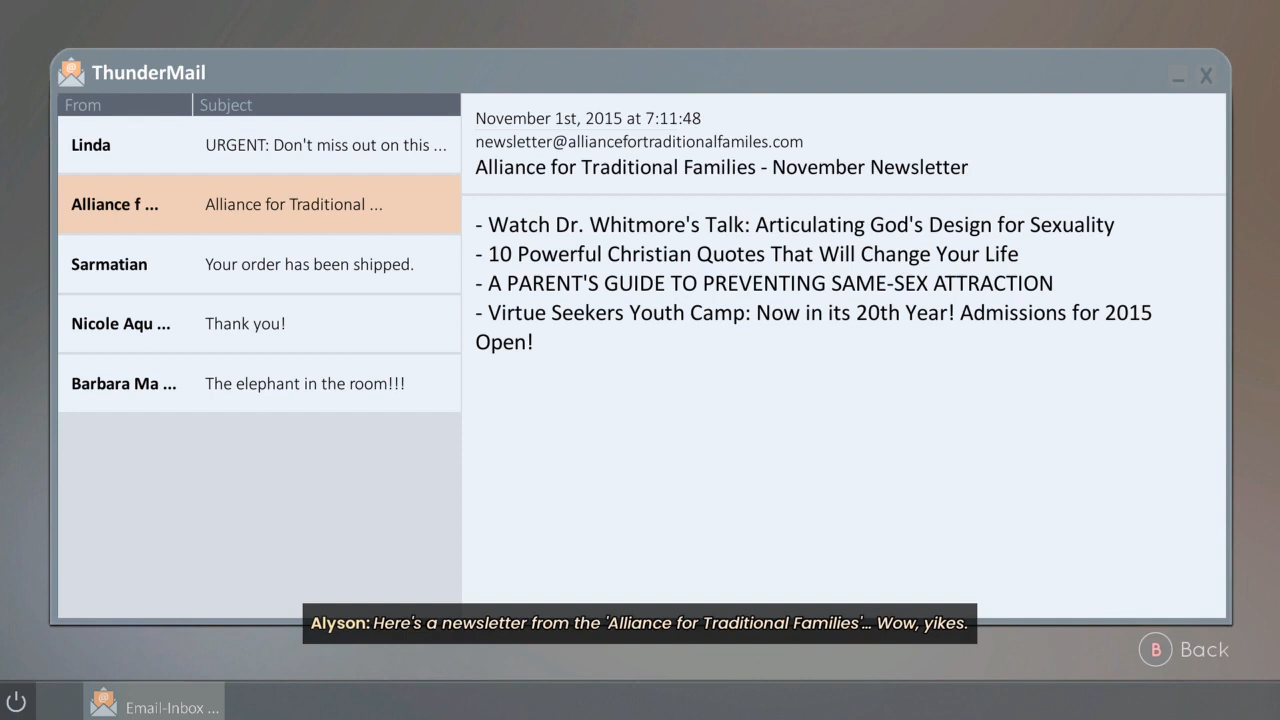 ThunderMail
From Subject
Linda URGENT: Don't miss out on this ...
Alliance f ... Alliance for Traditional ...
Sarmatian Your order has been shipped.
Nicole Aqu ... Thank you!
Barbara Ma ... The elephant in the room!!!
November 1st, 2015 at 7:11:48
newsletter@alliancefortraditionalfamiles.com
Alliance for Traditional Families - November Newsletter
- Watch Dr. Whitmore's Talk: Articulating God's Design for Sexuality
- 10 Powerful Christian Quotes That Will Change Your Life
- A PARENT'S GUIDE TO PREVENTING SAME-SEX ATTRACTION
- Virtue Seekers Youth Camp: Now in its 20th Year! Admissions for 2015
Open!
Alyson: Here's a newsletter from the 'Alliance for Traditional Families'... Wow, yikes.
B Back
Email-Inbox ...